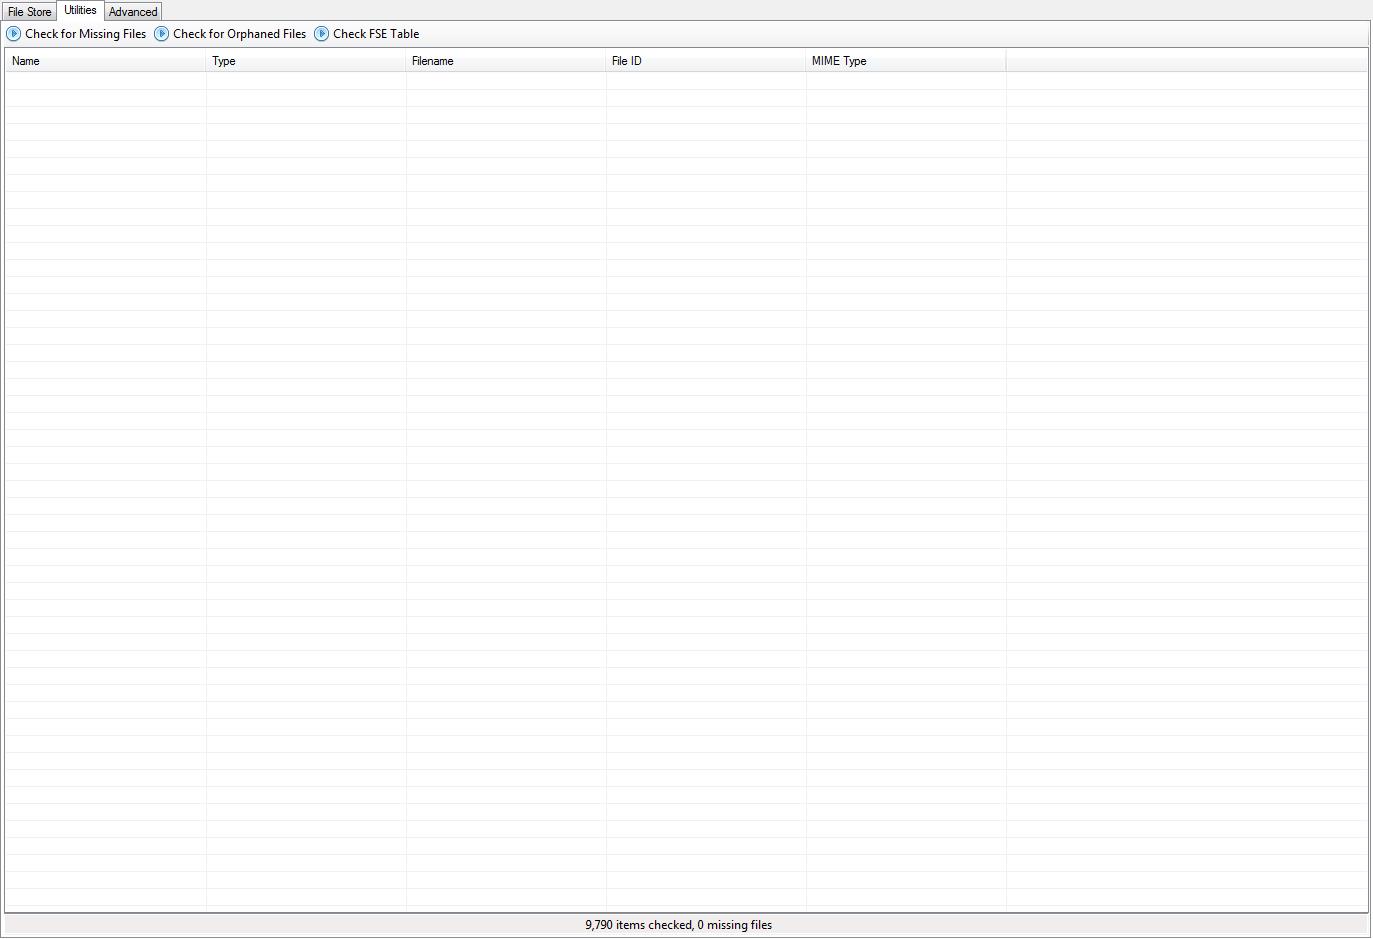 File Store Utilities Advanced
Check for Missing Files Check for Orphaned Files Check FSE Table
Name Type Filename File ID MIME Type
9,790 items checked, 0 missing files